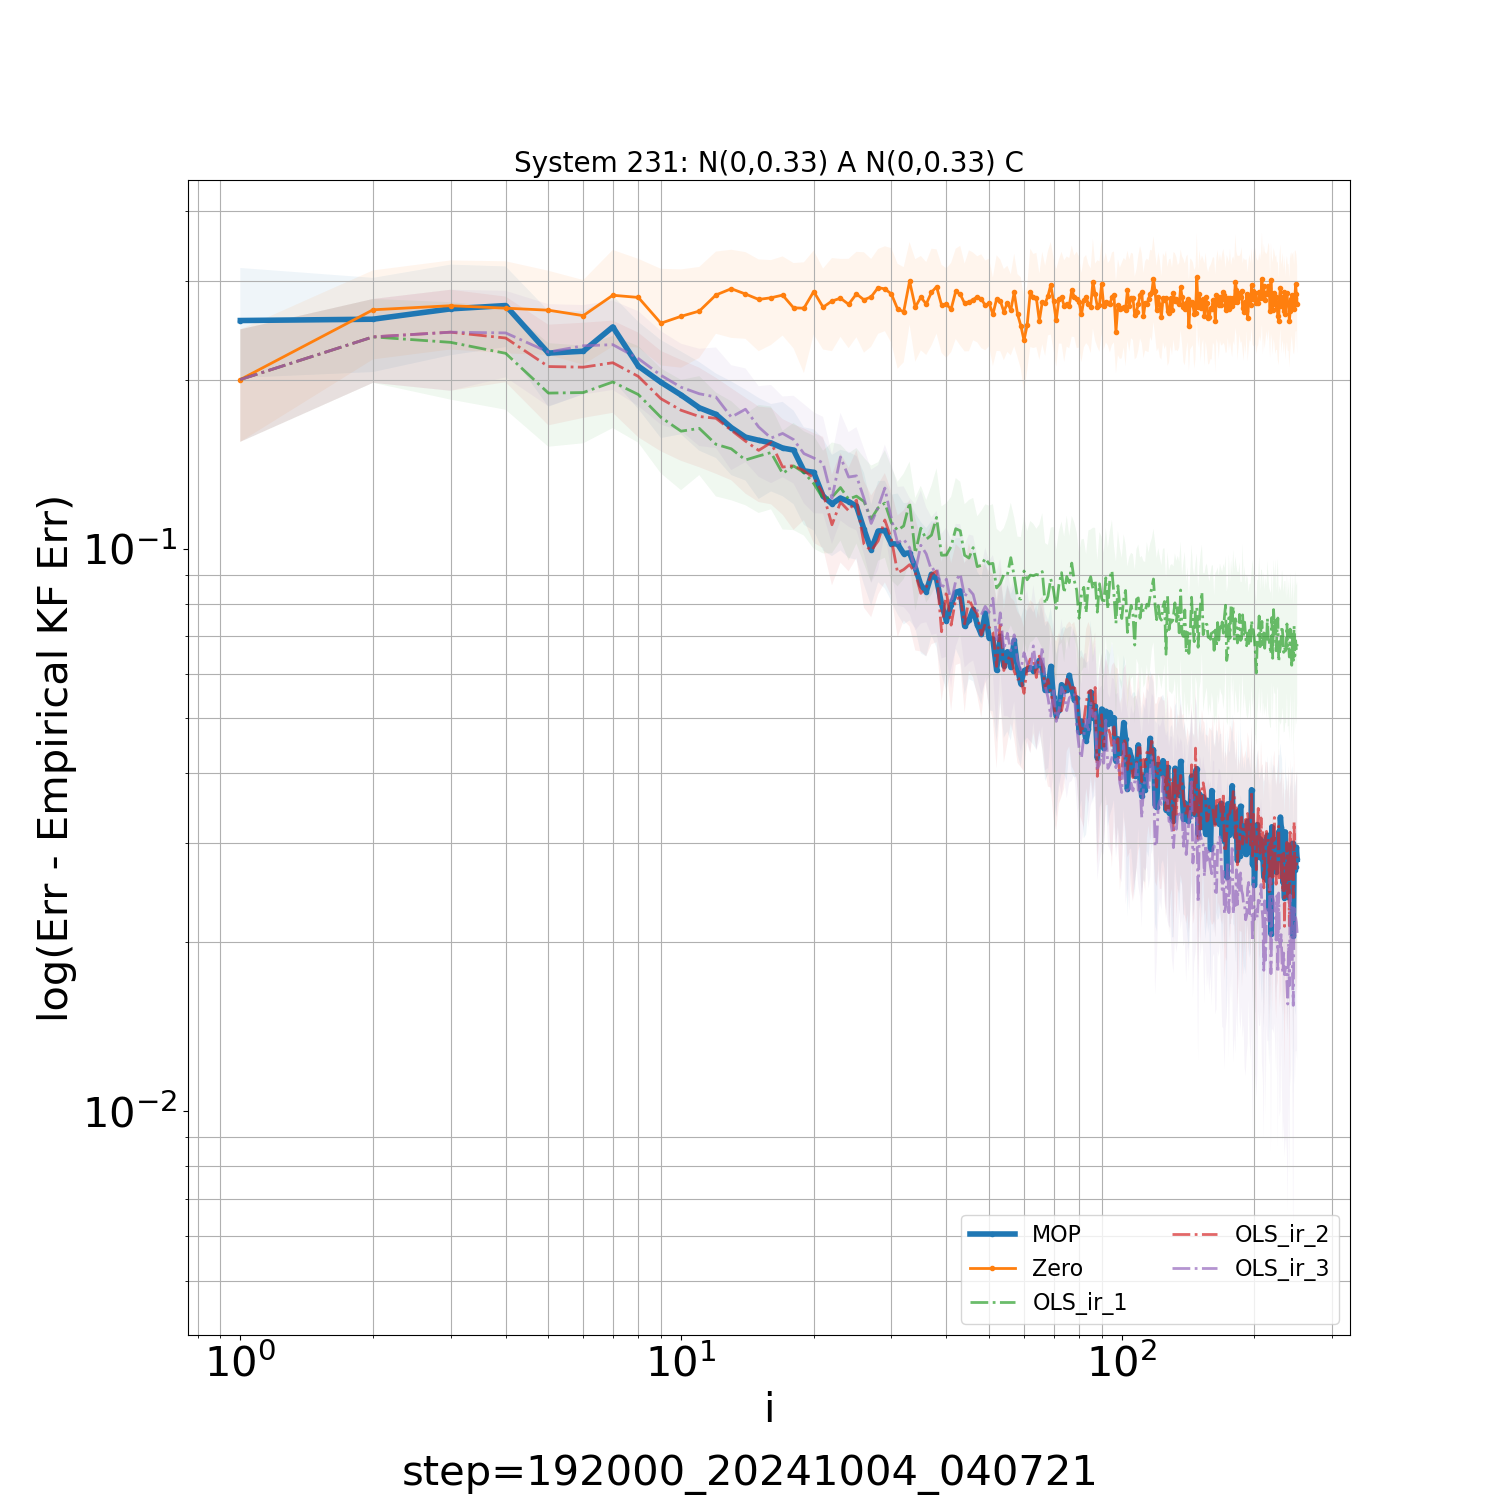 System 231: N(0,0.33) A N(0,0.33) C
log(Err - Empirical KF Err)
10⁻¹
10⁻²
MOP
Zero
OLS_ir_1
OLS_ir_2
OLS_ir_3
10⁰ 10¹ 10²
i
step=192000_20241004_040721